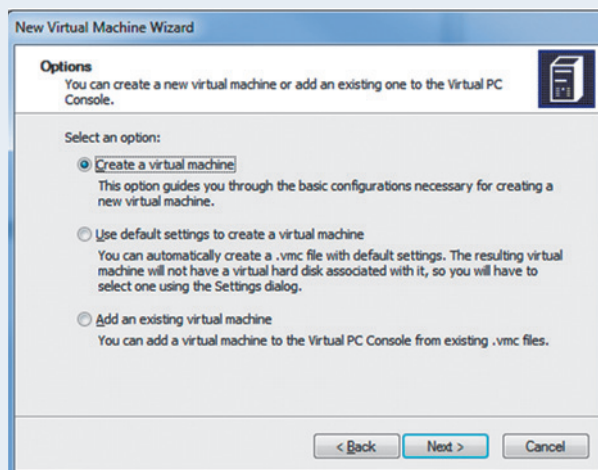 New Virtual Machine Wizard
Options
You can create a new virtual machine or add an existing one to the Virtual PC
Console.
Select an option:
Create a virtual machine
This option guides you through the basic configurations necessary for creating a
new virtual machine.
Use default settings to create a virtual machine
You can automatically create a .vmc file with default settings. The resulting virtual
machine will not have a virtual hard disk associated with it, so you will have to
select one using the Settings dialog.
Add an existing virtual machine
You can add a virtual machine to the Virtual PC Console from existing .vmc files.
< Back Next > Cancel